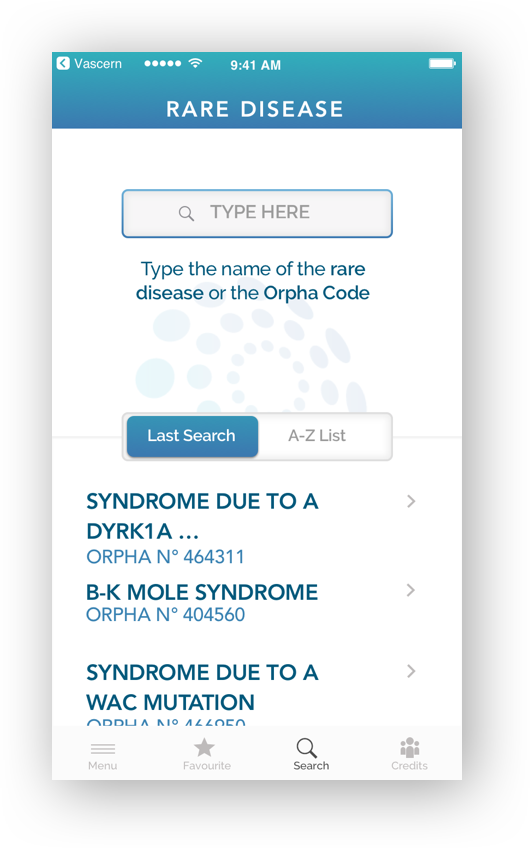 Vascern 9:41 AM
RARE DISEASE
TYPE HERE
Type the name of the rare
disease or the Orpha Code
Last Search A-Z List
SYNDROME DUE TO A
DYRK1A ...
ORPHA N° 464311
B-K MOLE SYNDROME
ORPHA N° 404560
SYNDROME DUE TO A
WAC MUTATION
ORPHA N° 466950
Menu Favourite Search Credits